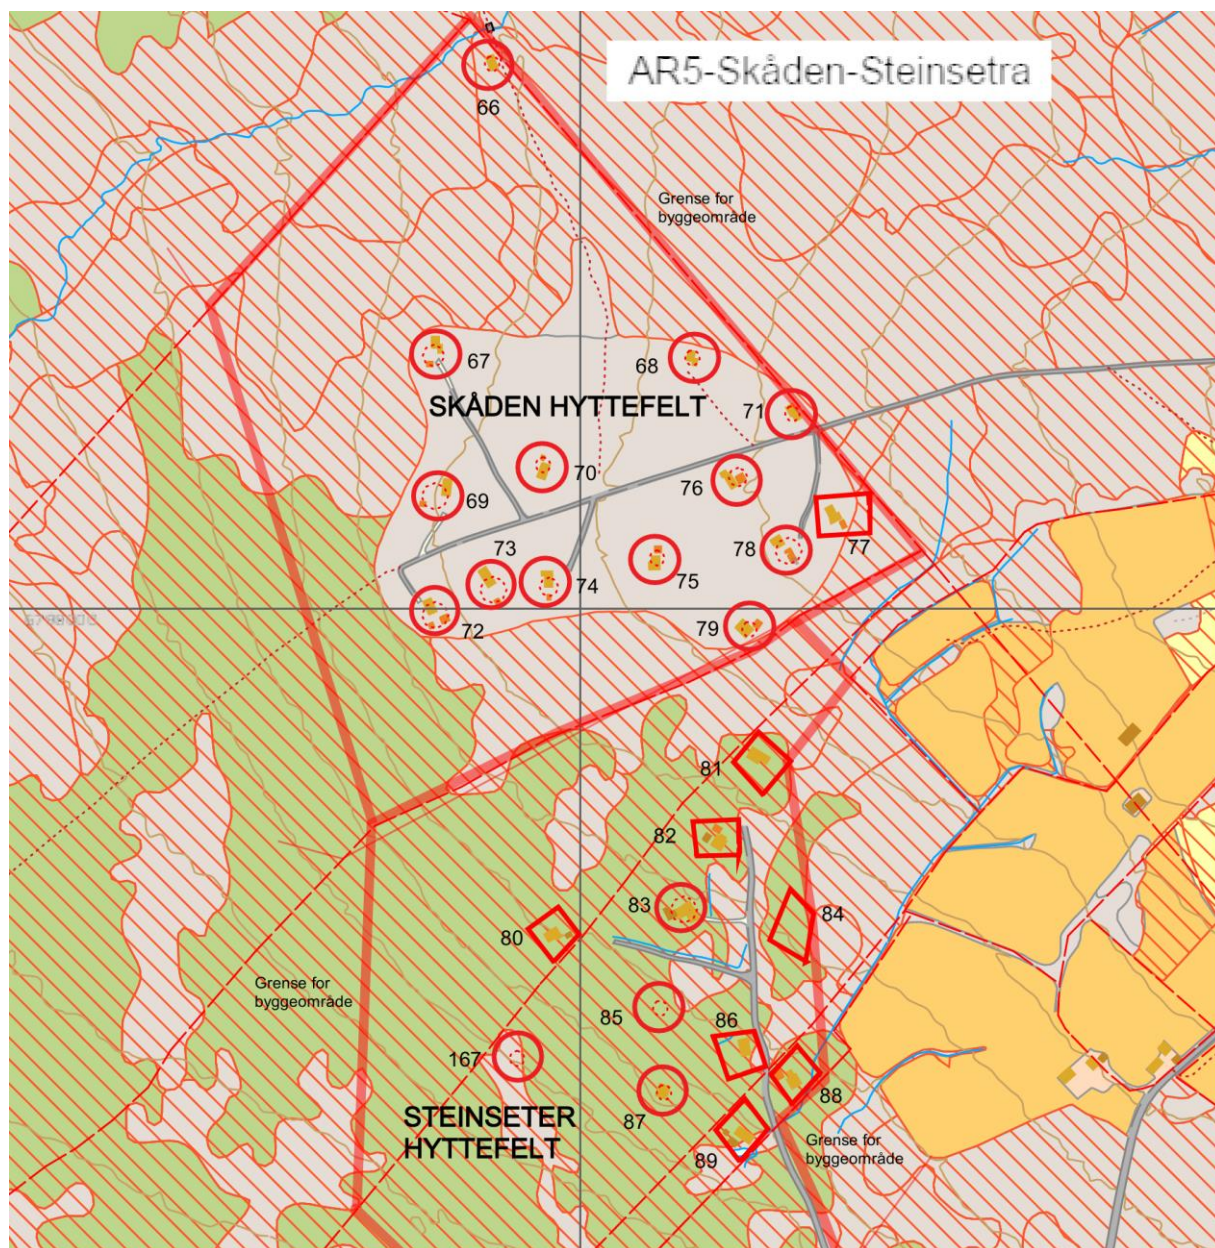 AR5-Skåden-Steinsetra
66
Grense for
byggeområde
67
68
SKÅDEN HYTTEFELT
71
70
69
76
73
78
77
74
75
72
79
81
82
83
84
80
Grense for
byggeområde
85
86
167
87
88
STEINSETER
HYTTEFELT
89
Grense for
byggeområde